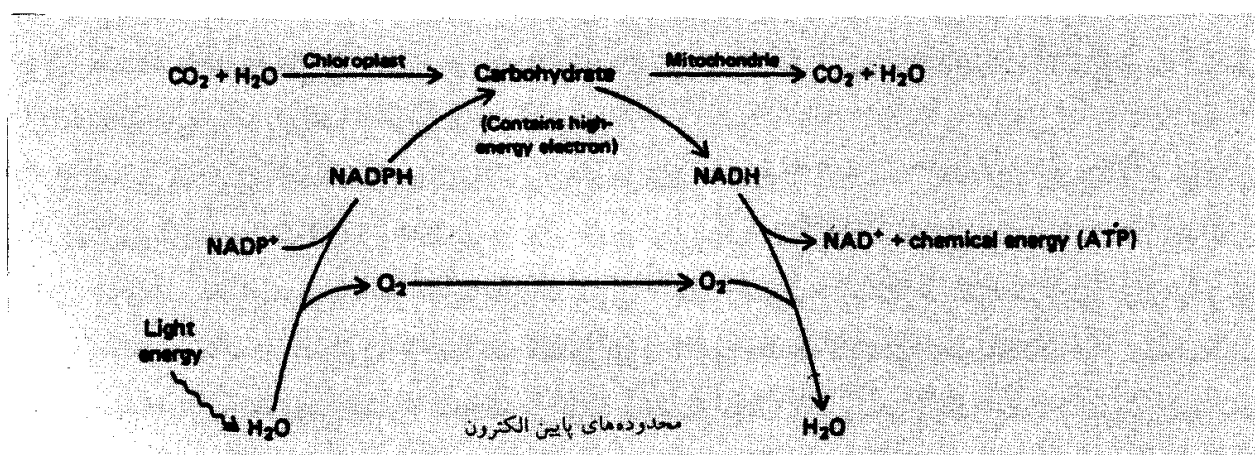 CO₂ + H₂O Chloroplast Carbohydrate Mitochondria CO₂ + H₂O
(Contains high-
energy electron)
NADPH NADH
NADP⁺ NAD⁺ + chemical energy (ATP)
O₂ O₂
Light
energy
H₂O محدوده‌های پایین الکترون H₂O